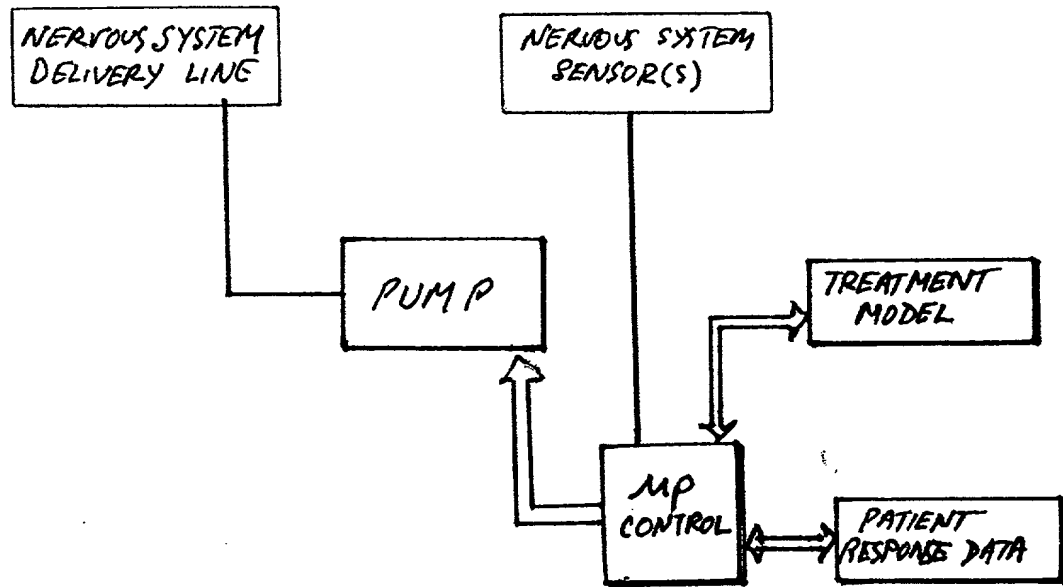 NERVOUS SYSTEM
DELIVERY LINE
NERVOUS SYSTEM
SENSOR(S)
PUMP
TREATMENT
MODEL
μP
CONTROL
PATIENT
RESPONSE DATA